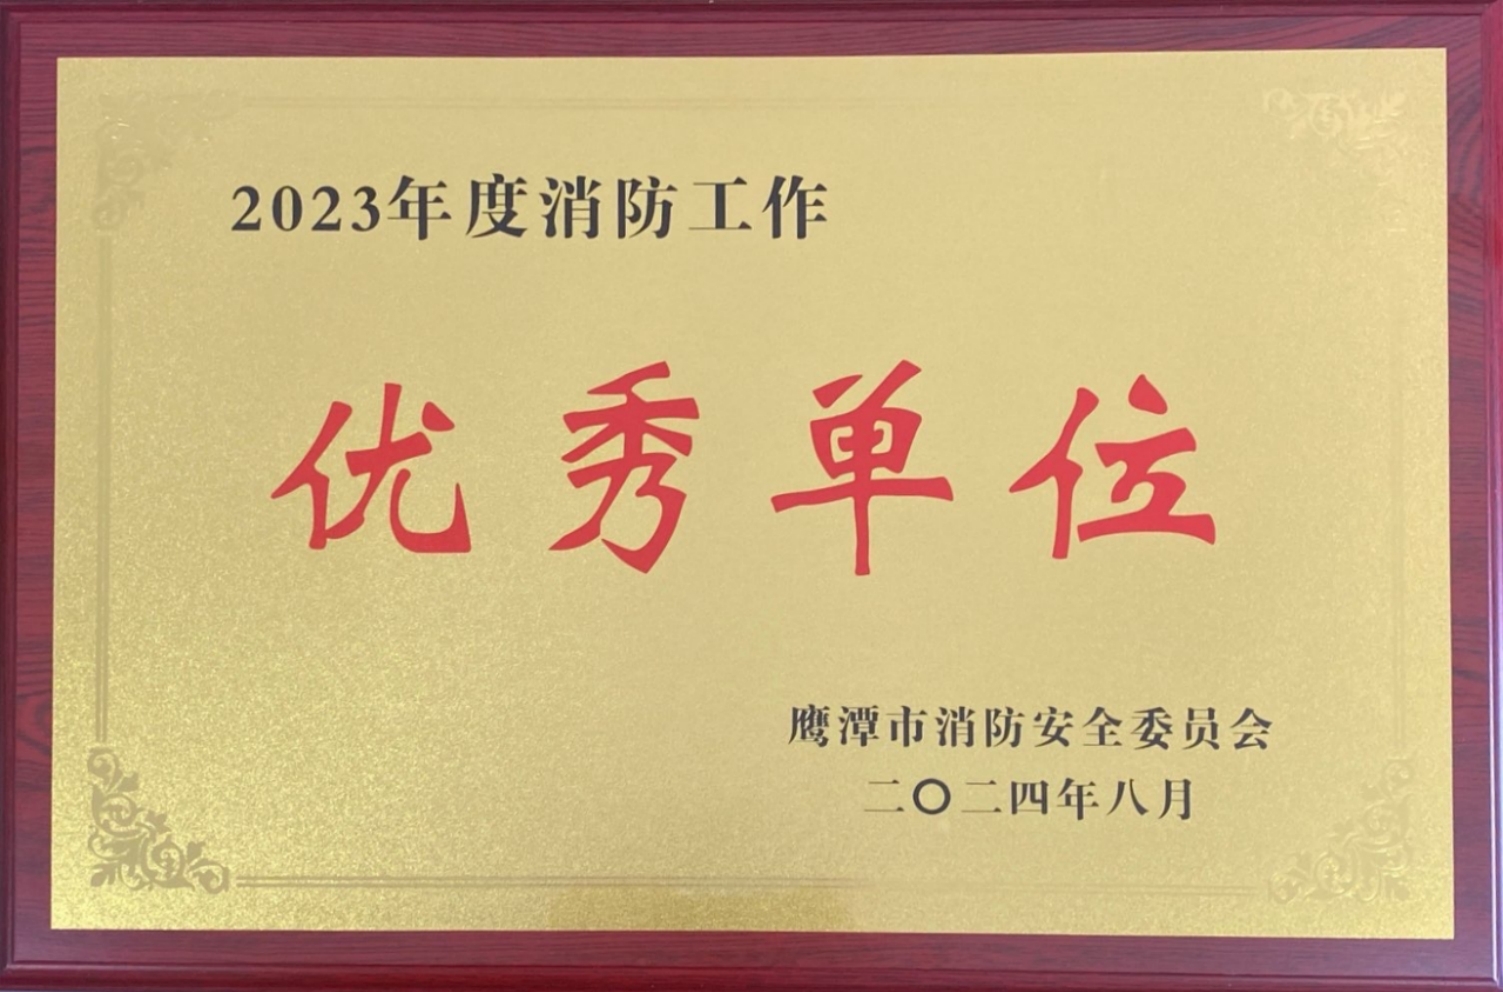 2023年度消防工作
优秀单位
鹰潭市消防安全委员会
二〇二四年八月